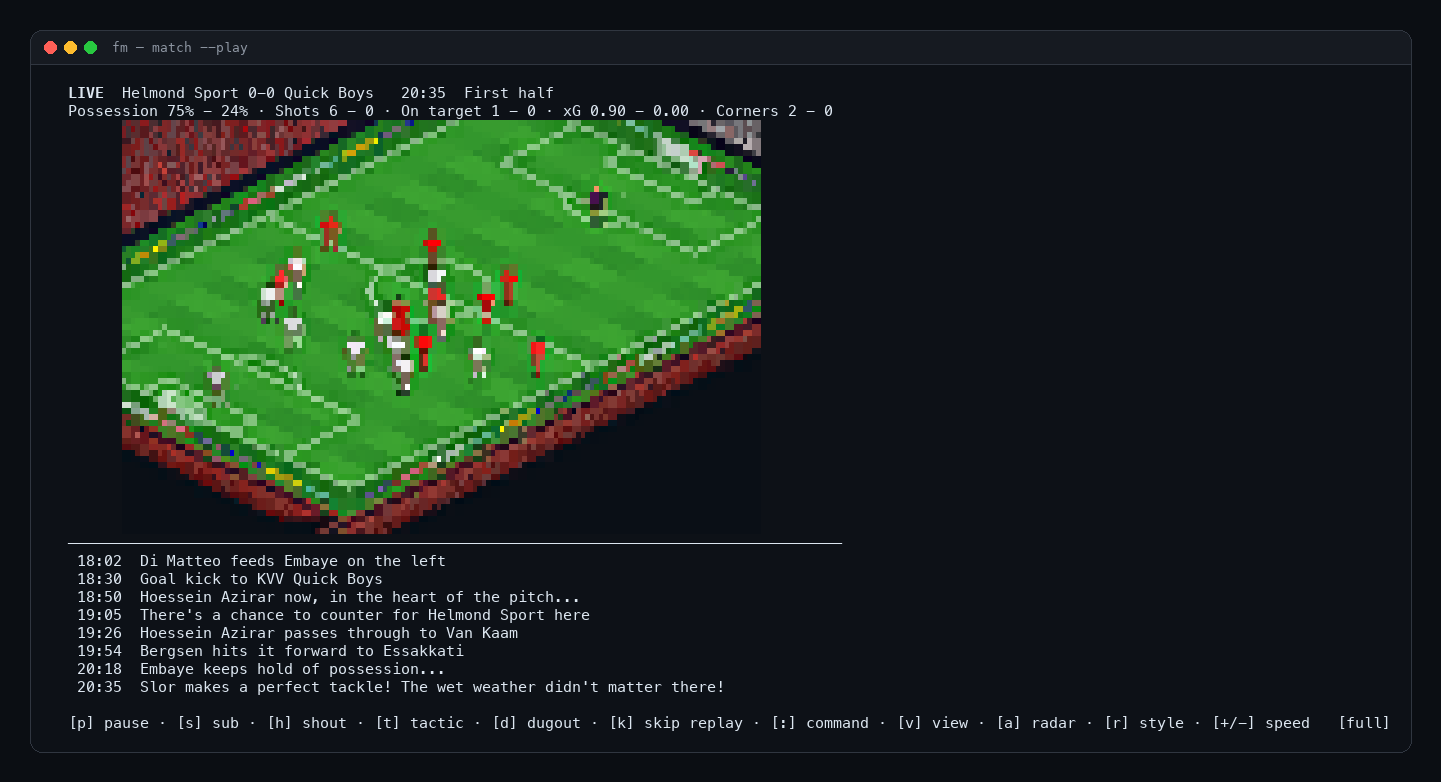 fm — match --play
LIVE  Helmond Sport 0–0 Quick Boys   20:35  First half
Possession 75% – 24% · Shots 6 – 0 · On target 1 – 0 · xG 0.90 – 0.00 · Corners 2 – 0
18:02  Di Matteo feeds Embaye on the left
18:30  Goal kick to KVV Quick Boys
18:50  Hoessein Azirar now, in the heart of the pitch...
19:05  There's a chance to counter for Helmond Sport here
19:26  Hoessein Azirar passes through to Van Kaam
19:54  Bergsen hits it forward to Essakkati
20:18  Embaye keeps hold of possession...
20:35  Slor makes a perfect tackle! The wet weather didn't matter there!
[p] pause · [s] sub · [h] shout · [t] tactic · [d] dugout · [k] skip replay · [:] command · [v] view · [a] radar · [r] style · [+/–] speed   [full]